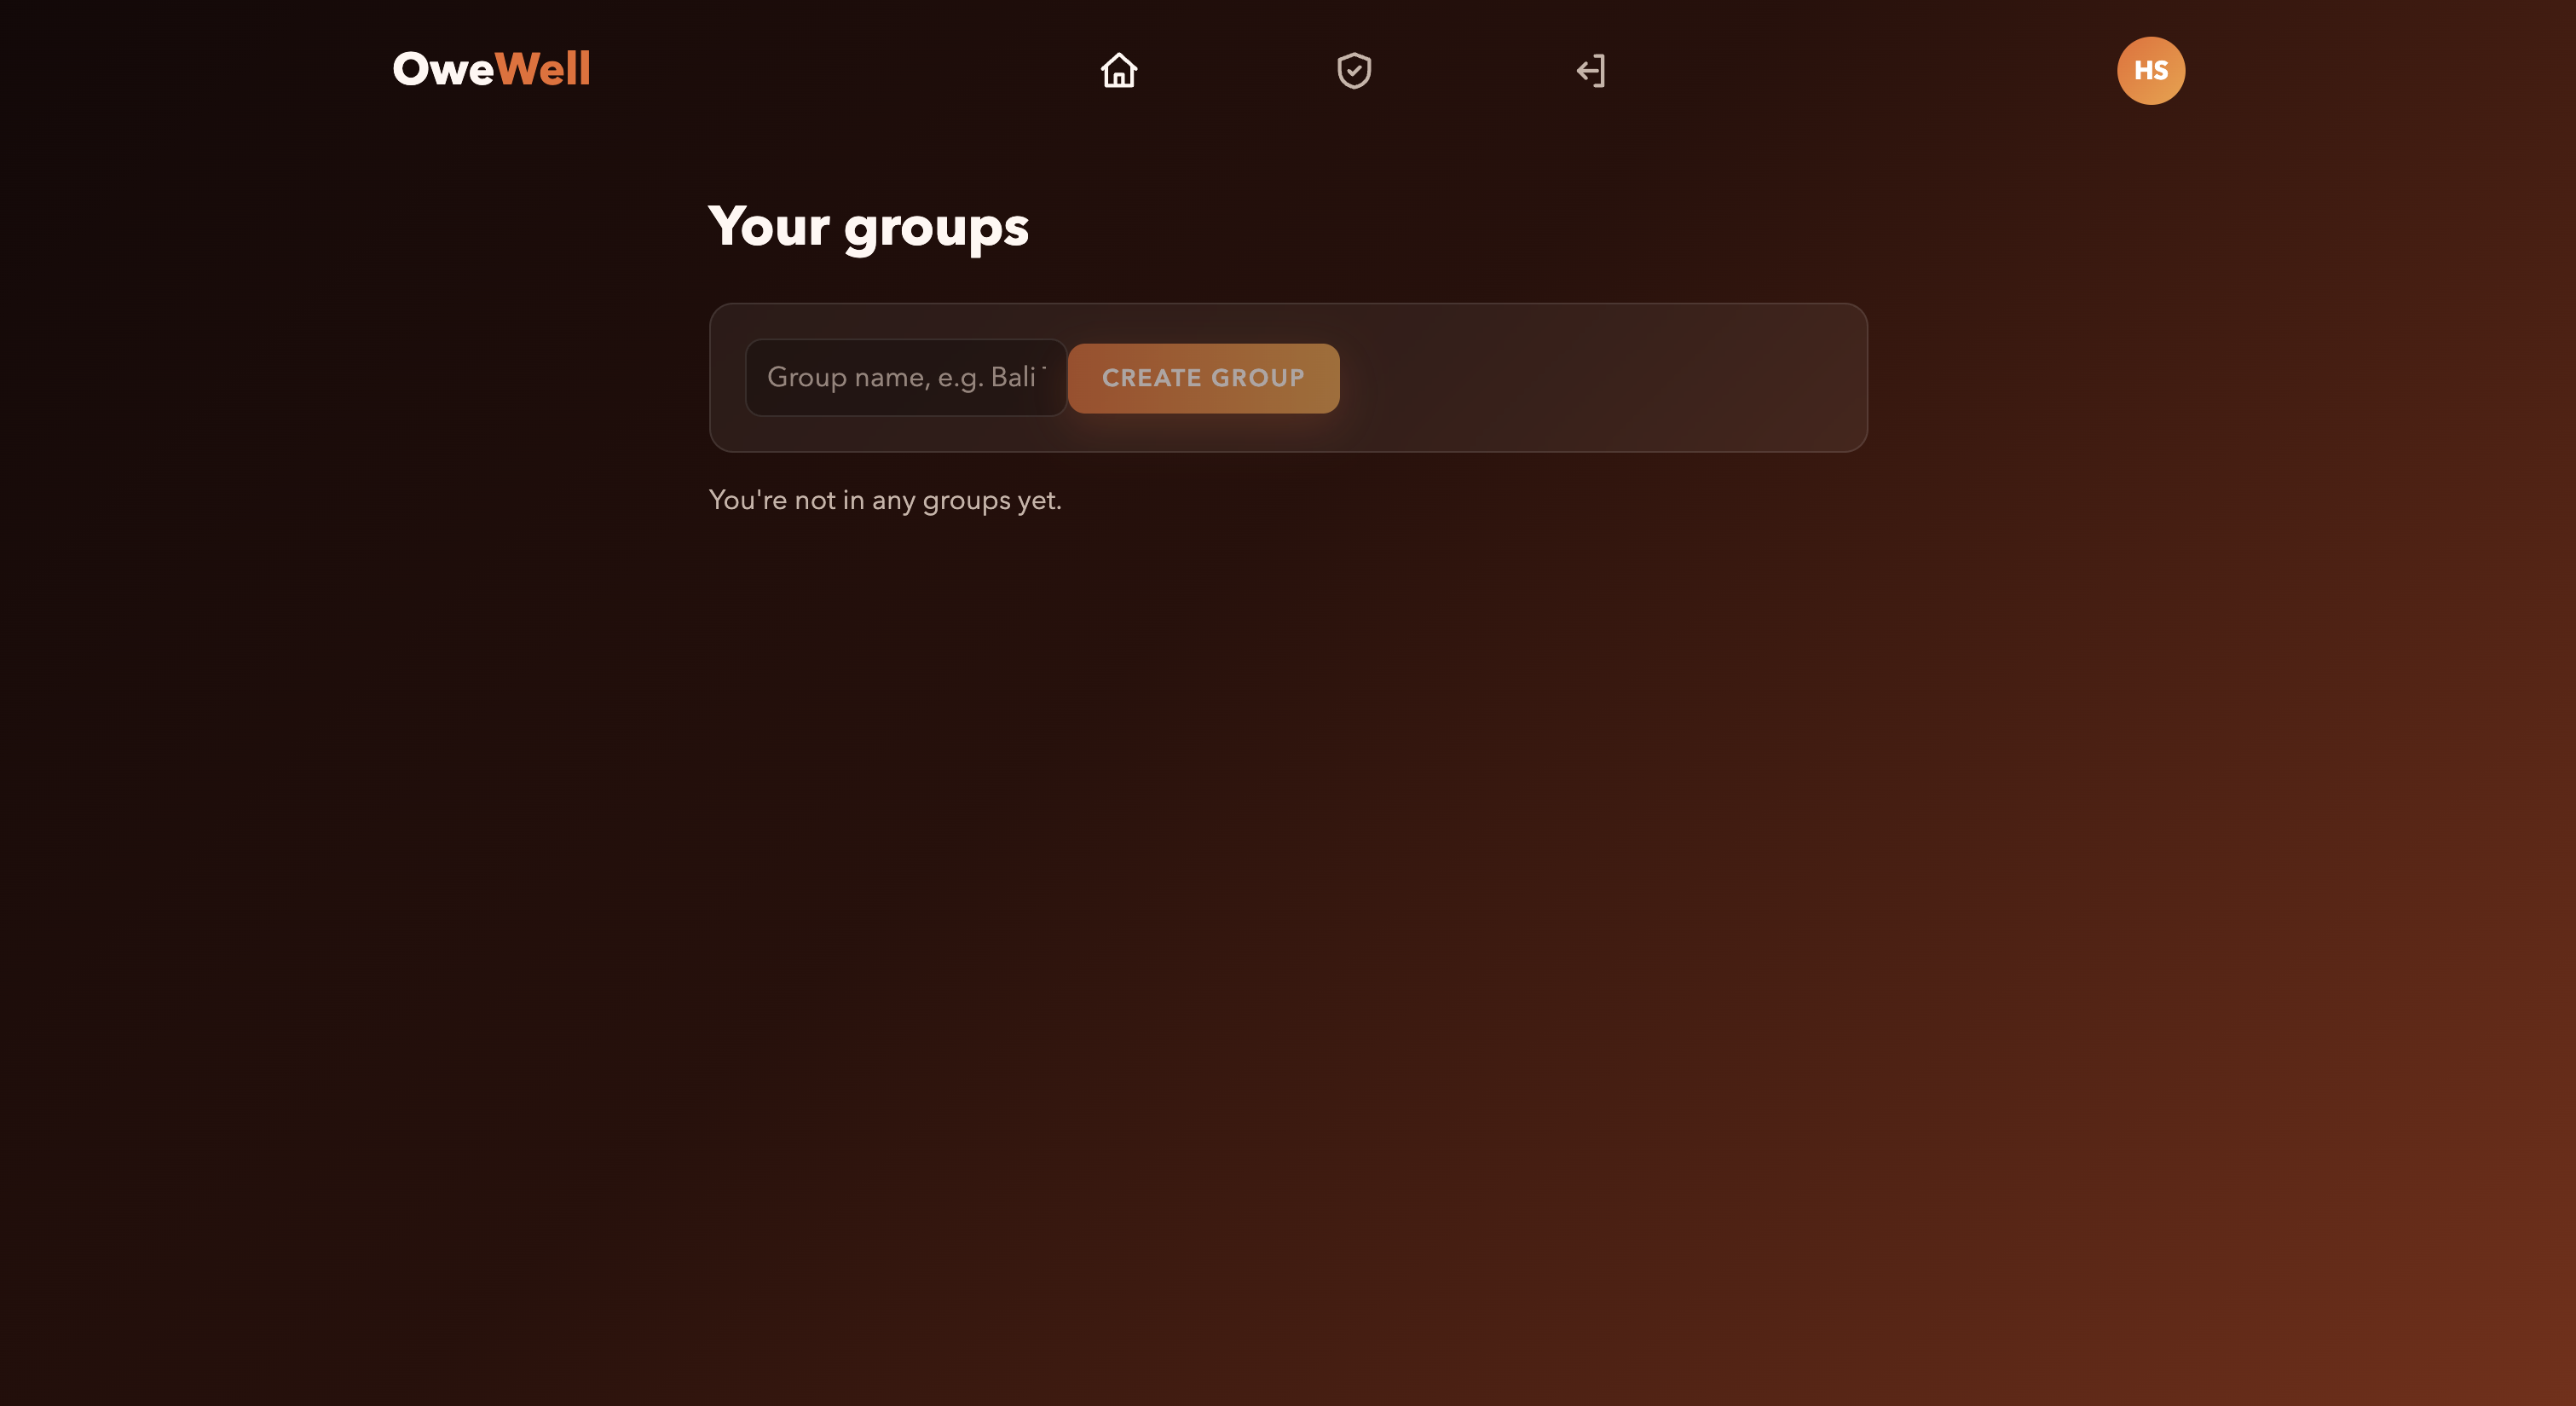 OweWell
HS
Your groups
Group name, e.g. Bali
CREATE GROUP
You're not in any groups yet.